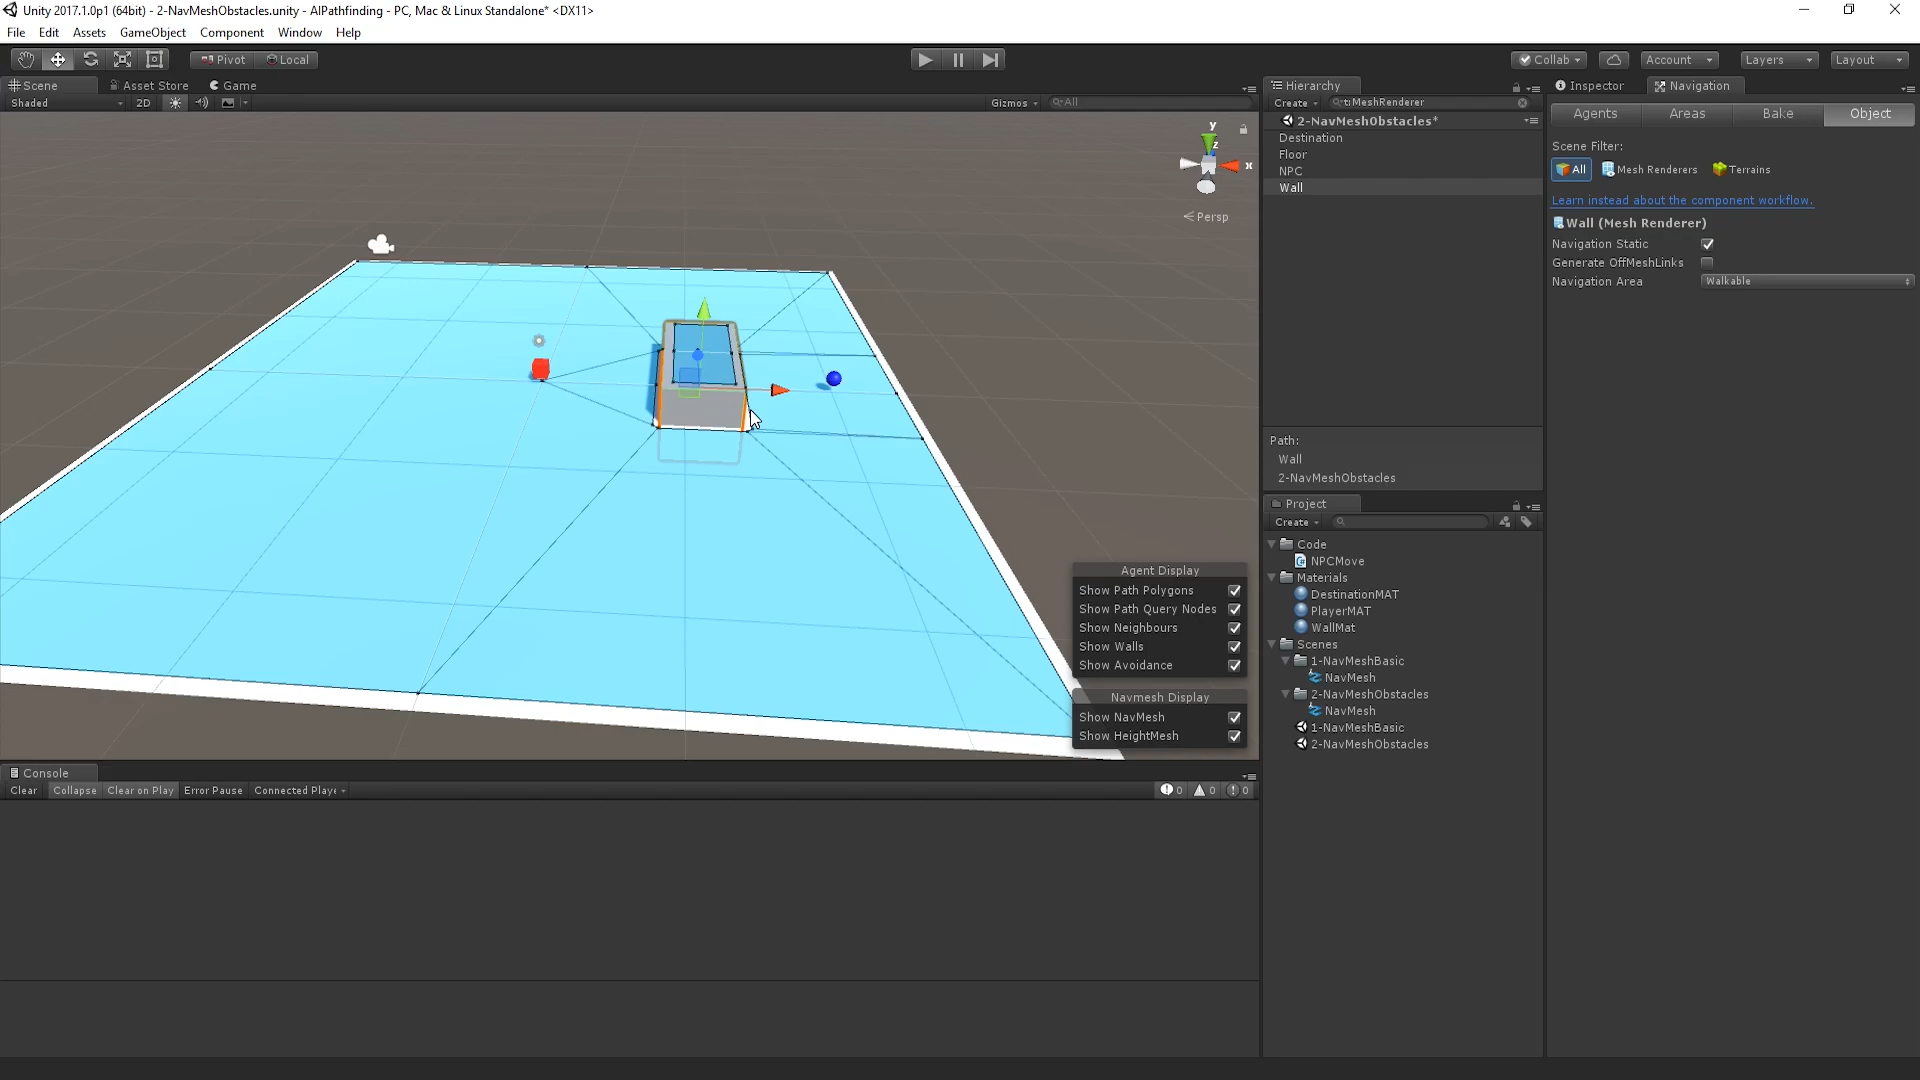 Unity 2017.1.0p1 (64bit) - 2-NavMeshObstacles.unity - AIPathfinding - PC, Mac & Linux Standalone* <DX11>
File Edit Assets GameObject Component Window Help
Pivot Local
Collab Account Layers Layout
Scene Asset Store Game
Shaded 2D Gizmos All
y
z
x
Persp
Agent Display
Show Path Polygons
Show Path Query Nodes
Show Neighbours
Show Walls
Show Avoidance
Navmesh Display
Show NavMesh
Show HeightMesh
Console
Clear Collapse Clear on Play Error Pause Connected Playe 0 0 0
Hierarchy
Create t:MeshRenderer
2-NavMeshObstacles*
Destination
Floor
NPC
Wall
Path:
Wall
2-NavMeshObstacles
Project
Create
Code
NPCMove
Materials
DestinationMAT
PlayerMAT
WallMat
Scenes
1-NavMeshBasic
NavMesh
2-NavMeshObstacles
NavMesh
1-NavMeshBasic
2-NavMeshObstacles
Inspector Navigation
Agents Areas Bake Object
Scene Filter:
All Mesh Renderers Terrains
Learn instead about the component workflow.
Wall (Mesh Renderer)
Navigation Static
Generate OffMeshLinks
Navigation Area Walkable